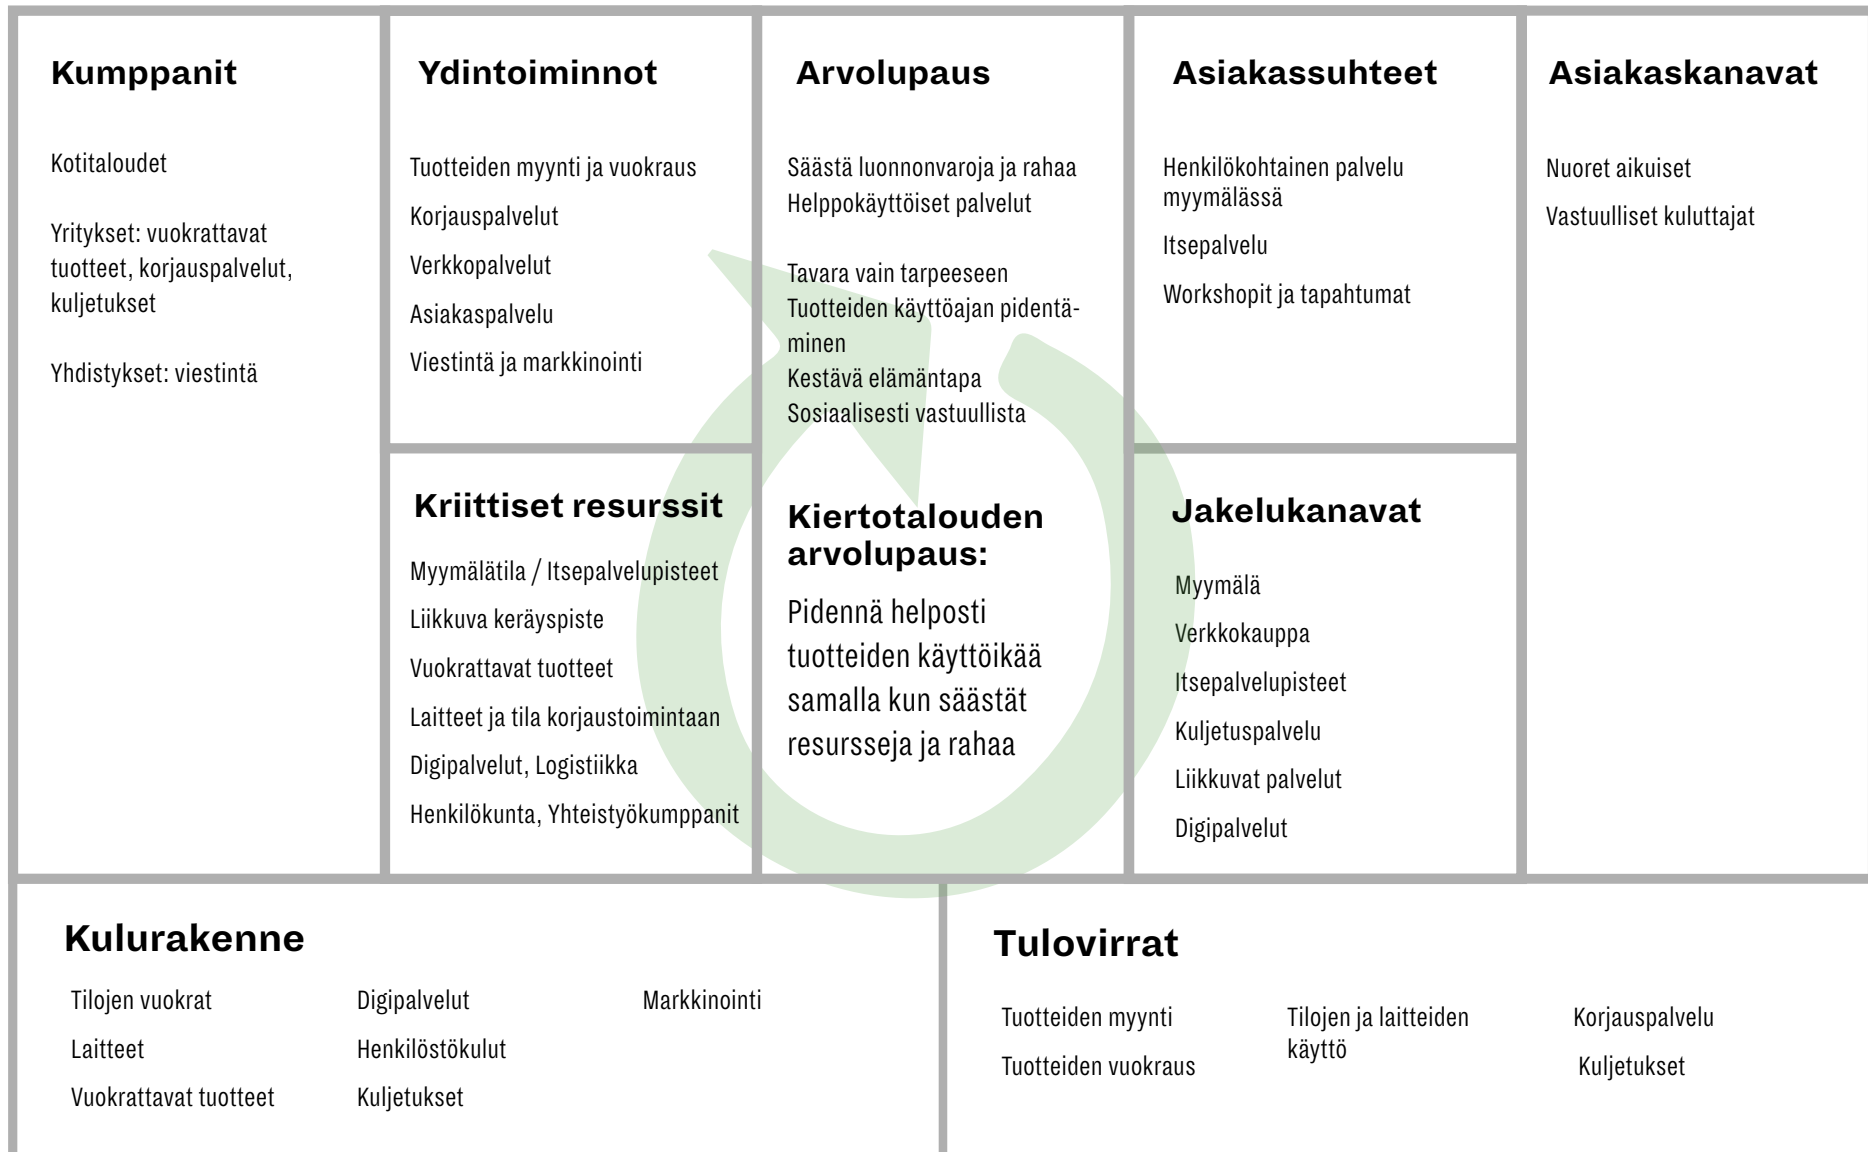 Kumppanit
Kotitaloudet
Yritykset: vuokrattavat
tuotteet, korjauspalvelut,
kuljetukset
Yhdistykset: viestintä
Ydintoiminnot
Tuotteiden myynti ja vuokraus
Korjauspalvelut
Verkkopalvelut
Asiakaspalvelu
Viestintä ja markkinointi
Kriittiset resurssit
Myymälätila / Itsepalvelupisteet
Liikkuva keräyspiste
Vuokrattavat tuotteet
Laitteet ja tila korjaustoimintaan
Digipalvelut, Logistiikka
Henkilökunta, Yhteistyökumppanit
Arvolupaus
Säästä luonnonvaroja ja rahaa
Helppokäyttöiset palvelut
Tavara vain tarpeeseen
Tuotteiden käyttöajan pidentä-
minen
Kestävä elämäntapa
Sosiaalisesti vastuullista
Kiertotalouden
arvolupaus:
Pidennä helposti
tuotteiden käyttöikää
samalla kun säästät
resursseja ja rahaa
Asiakassuhteet
Henkilökohtainen palvelu
myymälässä
Itsepalvelu
Workshopit ja tapahtumat
Jakelukanavat
Myymälä
Verkkokauppa
Itsepalvelupisteet
Kuljetuspalvelu
Liikkuvat palvelut
Digipalvelut
Asiakaskanavat
Nuoret aikuiset
Vastuulliset kuluttajat
Kulurakenne
Tilojen vuokrat
Laitteet
Vuokrattavat tuotteet
Digipalvelut
Henkilöstökulut
Kuljetukset
Markkinointi
Tulovirrat
Tuotteiden myynti
Tuotteiden vuokraus
Tilojen ja laitteiden
käyttö
Korjauspalvelu
Kuljetukset